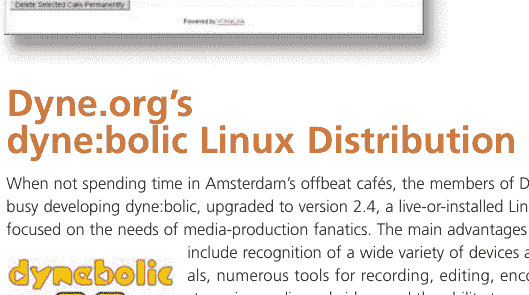 Delete Selected Calls Permanently
Powered by
Dyne.org's
dyne:bolic Linux Distribution
When not spending time in Amsterdam's offbeat cafés, the members of D
busy developing dyne:bolic, upgraded to version 2.4, a live-or-installed Lin
focused on the needs of media-production fanatics. The main advantages
include recognition of a wide variety of devices a
dynebolic
als, numerous tools for recording, editing, enco